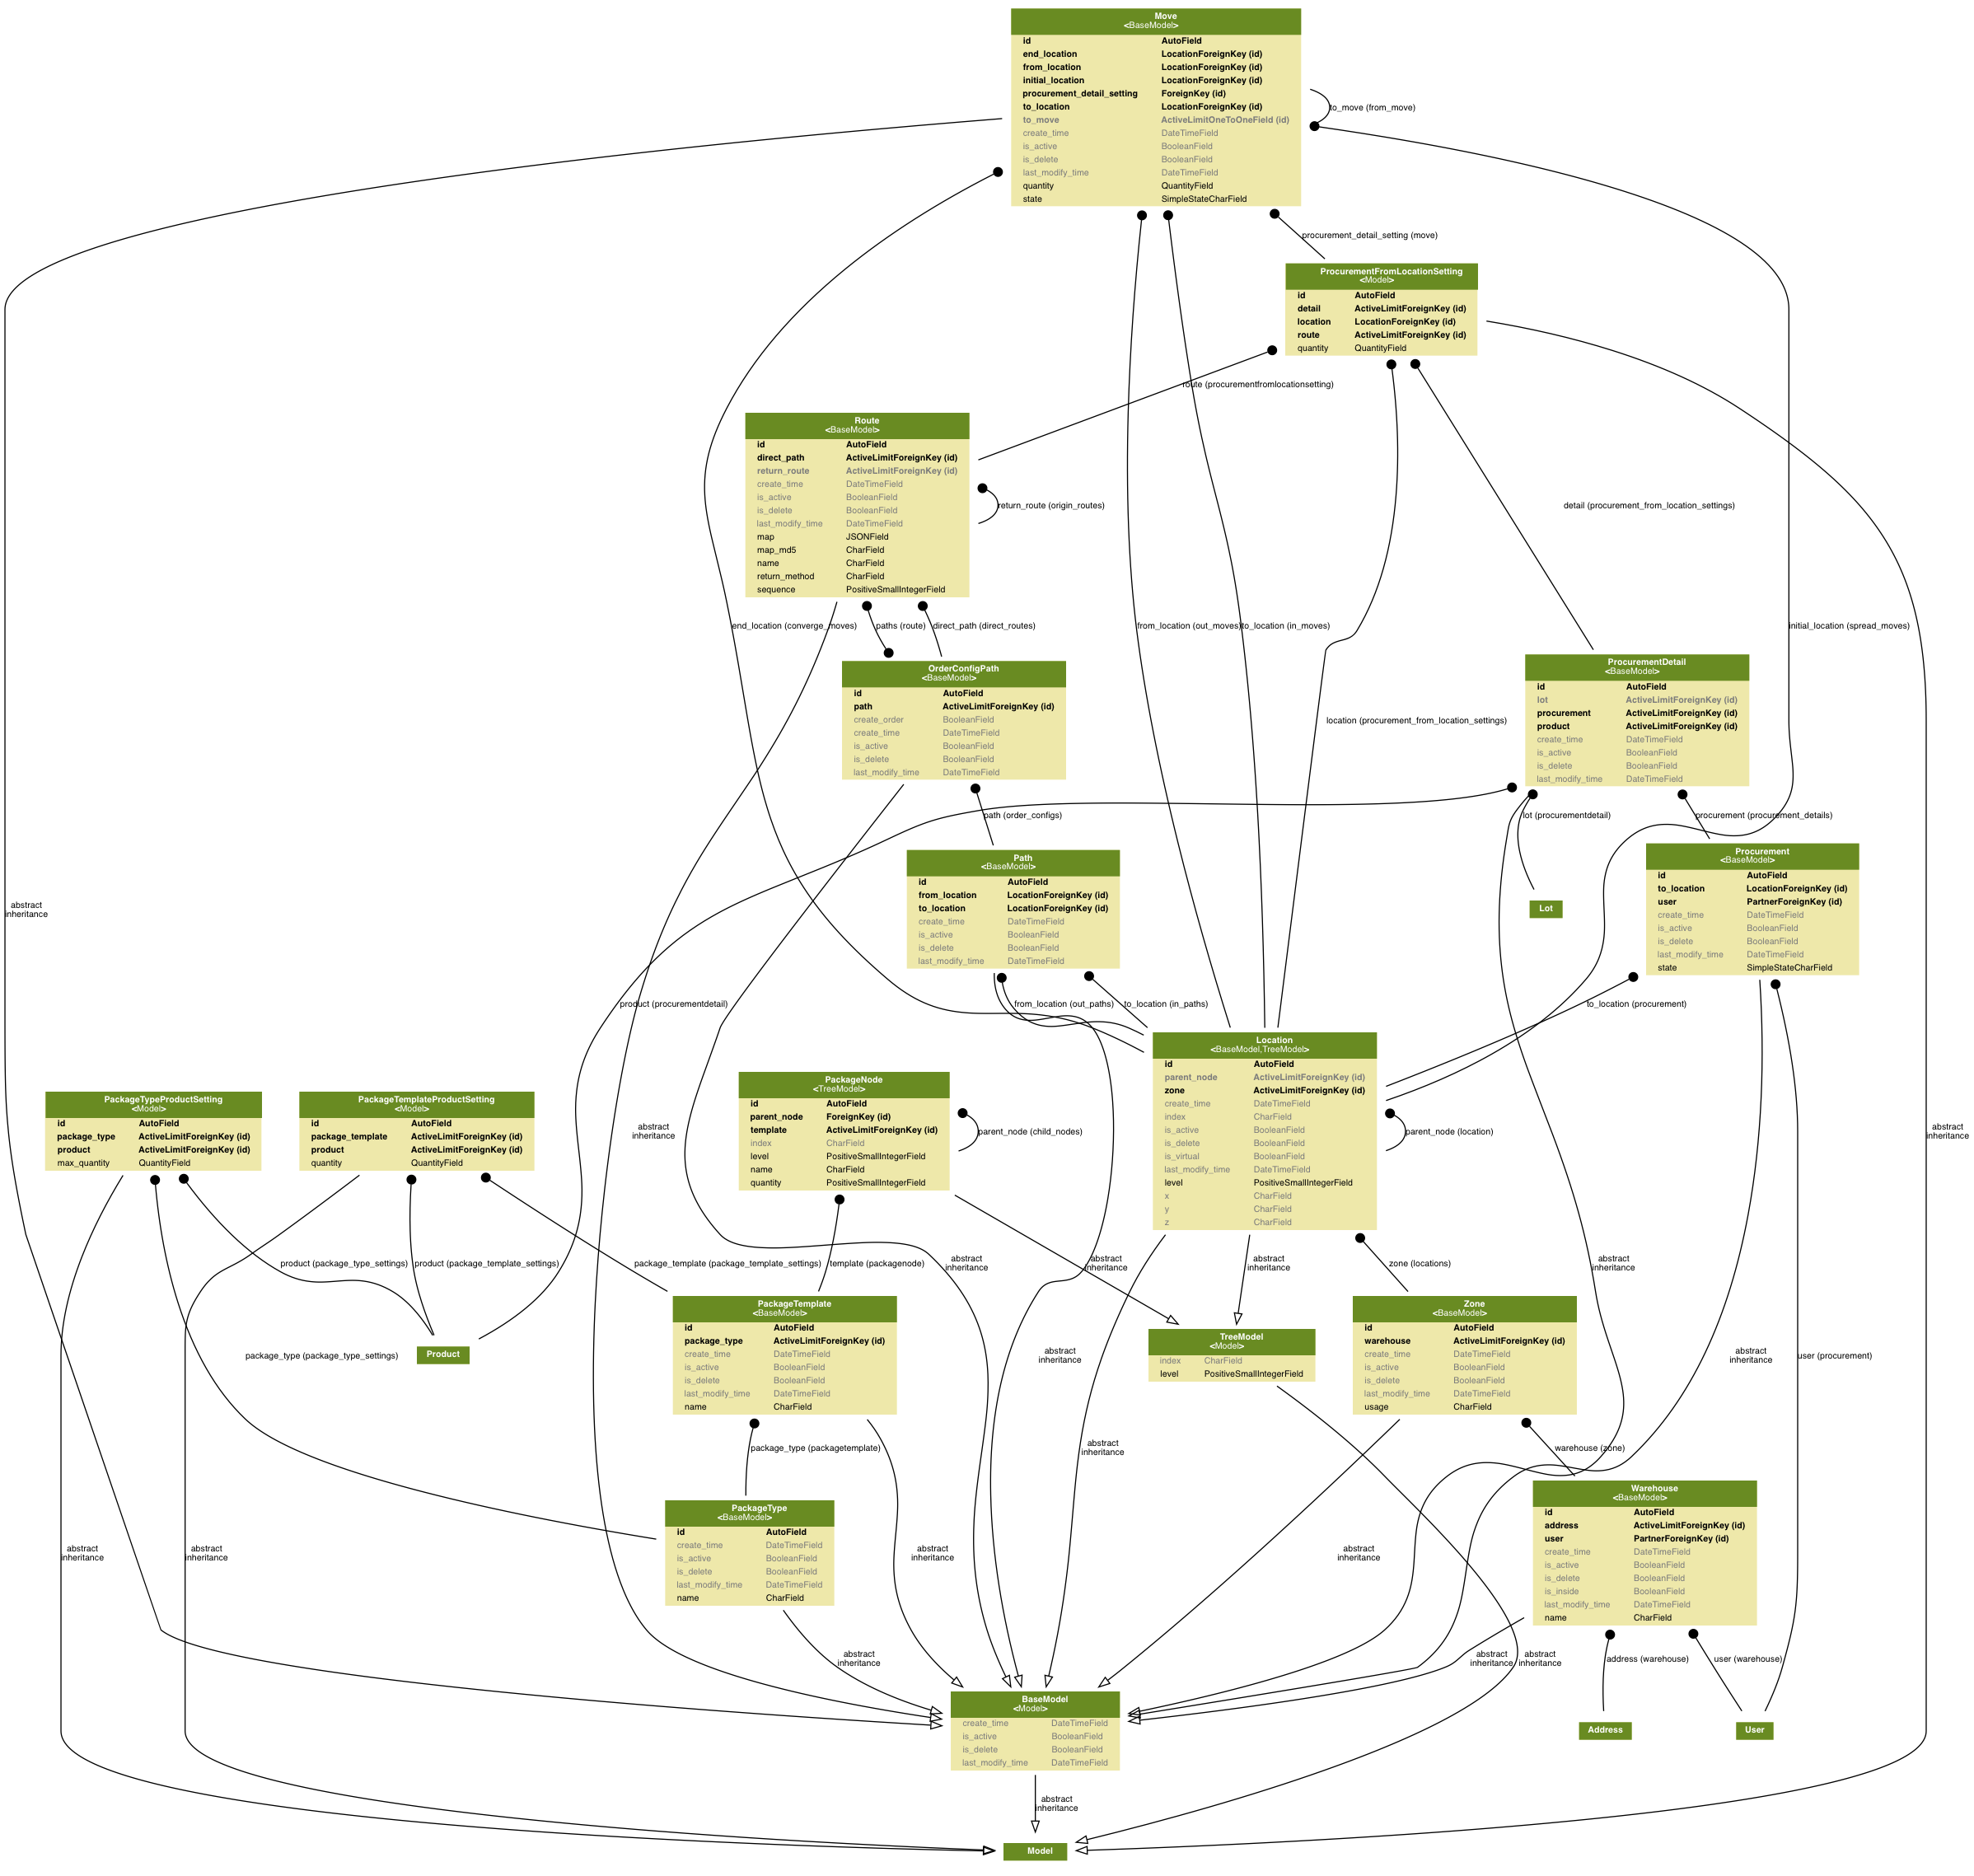 Move
<BaseModel>
id AutoField
end_location LocationForeignKey (id)
from_location LocationForeignKey (id)
initial_location LocationForeignKey (id)
procurement_detail_setting ForeignKey (id)
to_location LocationForeignKey (id)
to_move ActiveLimitOneToOneField (id)
create_time DateTimeField
is_active BooleanField
is_delete BooleanField
last_modify_time DateTimeField
quantity QuantityField
state SimpleStateCharField
to_move (from_move)
procurement_detail_setting (move)
ProcurementFromLocationSetting
<Model>
id AutoField
detail ActiveLimitForeignKey (id)
location LocationForeignKey (id)
route ActiveLimitForeignKey (id)
quantity QuantityField
route (procurementfromlocationsetting)
Route
<BaseModel>
id AutoField
direct_path ActiveLimitForeignKey (id)
return_route ActiveLimitForeignKey (id)
create_time DateTimeField
is_active BooleanField
is_delete BooleanField
last_modify_time DateTimeField
map JSONField
map_md5 CharField
name CharField
return_method CharField
sequence PositiveSmallIntegerField
return_route (origin_routes)
detail (procurement_from_location_settings)
end_location (converge_moves)
paths (route)
direct_path (direct_routes)
from_location (out_moves)
to_location (in_moves)
initial_location (spread_moves)
OrderConfigPath
<BaseModel>
id AutoField
path ActiveLimitForeignKey (id)
create_order BooleanField
create_time DateTimeField
is_active BooleanField
is_delete BooleanField
last_modify_time DateTimeField
location (procurement_from_location_settings)
ProcurementDetail
<BaseModel>
id AutoField
lot ActiveLimitForeignKey (id)
procurement ActiveLimitForeignKey (id)
product ActiveLimitForeignKey (id)
create_time DateTimeField
is_active BooleanField
is_delete BooleanField
last_modify_time DateTimeField
path (order_configs)
lot (procurementdetail)
procurement (procurement_details)
Path
<BaseModel>
id AutoField
from_location LocationForeignKey (id)
to_location LocationForeignKey (id)
create_time DateTimeField
is_active BooleanField
is_delete BooleanField
last_modify_time DateTimeField
Lot
Procurement
<BaseModel>
id AutoField
to_location LocationForeignKey (id)
user PartnerForeignKey (id)
create_time DateTimeField
is_active BooleanField
is_delete BooleanField
last_modify_time DateTimeField
state SimpleStateCharField
abstract
inheritance
product (procurementdetail)
from_location (out_paths)
to_location (in_paths)
to_location (procurement)
Location
<BaseModel,TreeModel>
id AutoField
parent_node ActiveLimitForeignKey (id)
zone ActiveLimitForeignKey (id)
create_time DateTimeField
index CharField
is_active BooleanField
is_delete BooleanField
is_virtual BooleanField
last_modify_time DateTimeField
level PositiveSmallIntegerField
x CharField
y CharField
z CharField
parent_node (location)
PackageTypeProductSetting
<Model>
id AutoField
package_type ActiveLimitForeignKey (id)
product ActiveLimitForeignKey (id)
max_quantity QuantityField
PackageTemplateProductSetting
<Model>
id AutoField
package_template ActiveLimitForeignKey (id)
product ActiveLimitForeignKey (id)
quantity QuantityField
abstract
inheritance
PackageNode
<TreeModel>
id AutoField
parent_node ForeignKey (id)
template ActiveLimitForeignKey (id)
index CharField
level PositiveSmallIntegerField
name CharField
quantity PositiveSmallIntegerField
parent_node (child_nodes)
abstract
inheritance
product (package_type_settings)
product (package_template_settings)
package_template (package_template_settings)
template (packagenode)
abstract
inheritance
abstract
inheritance
abstract
inheritance
zone (locations)
abstract
inheritance
Product
package_type (package_type_settings)
PackageTemplate
<BaseModel>
id AutoField
package_type ActiveLimitForeignKey (id)
create_time DateTimeField
is_active BooleanField
is_delete BooleanField
last_modify_time DateTimeField
name CharField
abstract
inheritance
TreeModel
<Model>
index CharField
level PositiveSmallIntegerField
Zone
<BaseModel>
id AutoField
warehouse ActiveLimitForeignKey (id)
create_time DateTimeField
is_active BooleanField
is_delete BooleanField
last_modify_time DateTimeField
usage CharField
abstract
inheritance
user (procurement)
package_type (packagetemplate)
abstract
inheritance
warehouse (zone)
PackageType
<BaseModel>
id AutoField
create_time DateTimeField
is_active BooleanField
is_delete BooleanField
last_modify_time DateTimeField
name CharField
Warehouse
<BaseModel>
id AutoField
address ActiveLimitForeignKey (id)
user PartnerForeignKey (id)
create_time DateTimeField
is_active BooleanField
is_delete BooleanField
is_inside BooleanField
last_modify_time DateTimeField
name CharField
abstract
inheritance
abstract
inheritance
abstract
inheritance
abstract
inheritance
abstract
inheritance
abstract
inheritance
abstract
inheritance
address (warehouse)
user (warehouse)
BaseModel
<Model>
create_time DateTimeField
is_active BooleanField
is_delete BooleanField
last_modify_time DateTimeField
Address
User
abstract
inheritance
Model